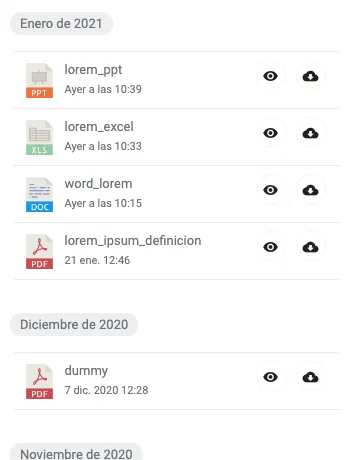 Enero de 2021
lorem_ppt
PPT
Ayer a las 10:39
lorem_excel
XLS
Ayer a las 10:33
word_lorem
DOC
Ayer a las 10:15
lorem_ipsum_definicion
PDF
21 ene. 12:46
Diciembre de 2020
dummy
PDF
7 dic. 2020 12:28
Noviembre de 2020